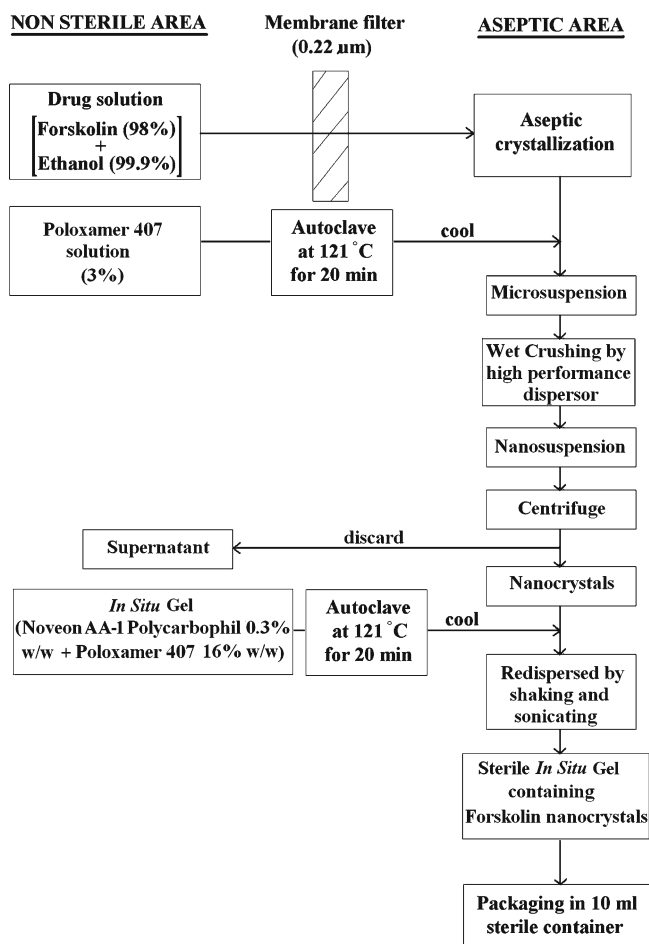 NON STERILE AREA
Membrane filter
(0.22 µm)
ASEPTIC AREA
Drug solution
[Forskolin (98%)
+
Ethanol (99.9%)]
Aseptic
crystallization
Poloxamer 407
solution
(3%)
Autoclave
at 121 °C
for 20 min
cool
Microsuspension
Wet Crushing by
high performance
dispersor
Nanosuspension
Centrifuge
Supernatant
discard
Nanocrystals
In Situ Gel
(Noveon AA-1 Polycarbophil 0.3%
w/w + Poloxamer 407 16% w/w)
Autoclave
at 121 °C
for 20 min
cool
Redispersed by
shaking and
sonicating
Sterile In Situ Gel
containing
Forskolin nanocrystals
Packaging in 10 ml
sterile container